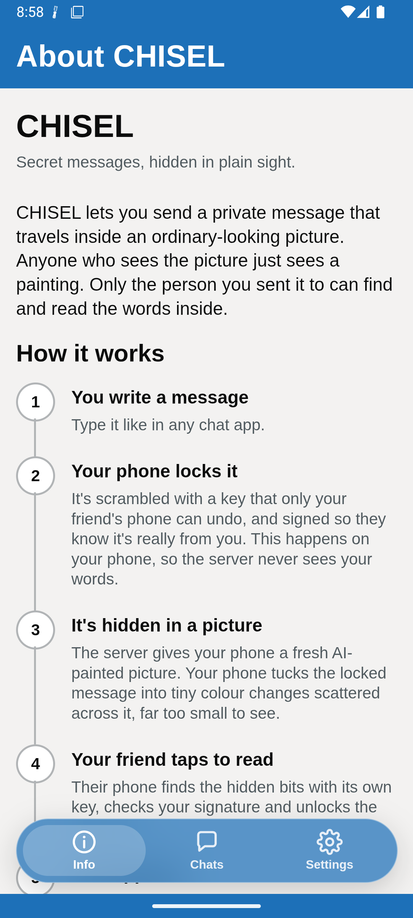 8:58
About CHISEL
CHISEL
Secret messages, hidden in plain sight.
CHISEL lets you send a private message that
travels inside an ordinary-looking picture.
Anyone who sees the picture just sees a
painting. Only the person you sent it to can find
and read the words inside.
How it works
1
You write a message
Type it like in any chat app.
2
Your phone locks it
It's scrambled with a key that only your
friend's phone can undo, and signed so they
know it's really from you. This happens on
your phone, so the server never sees your
words.
3
It's hidden in a picture
The server gives your phone a fresh AI-
painted picture. Your phone tucks the locked
message into tiny colour changes scattered
across it, far too small to see.
4
Your friend taps to read
Their phone finds the hidden bits with its own
key, checks your signature and unlocks the
Info
Chats
Settings